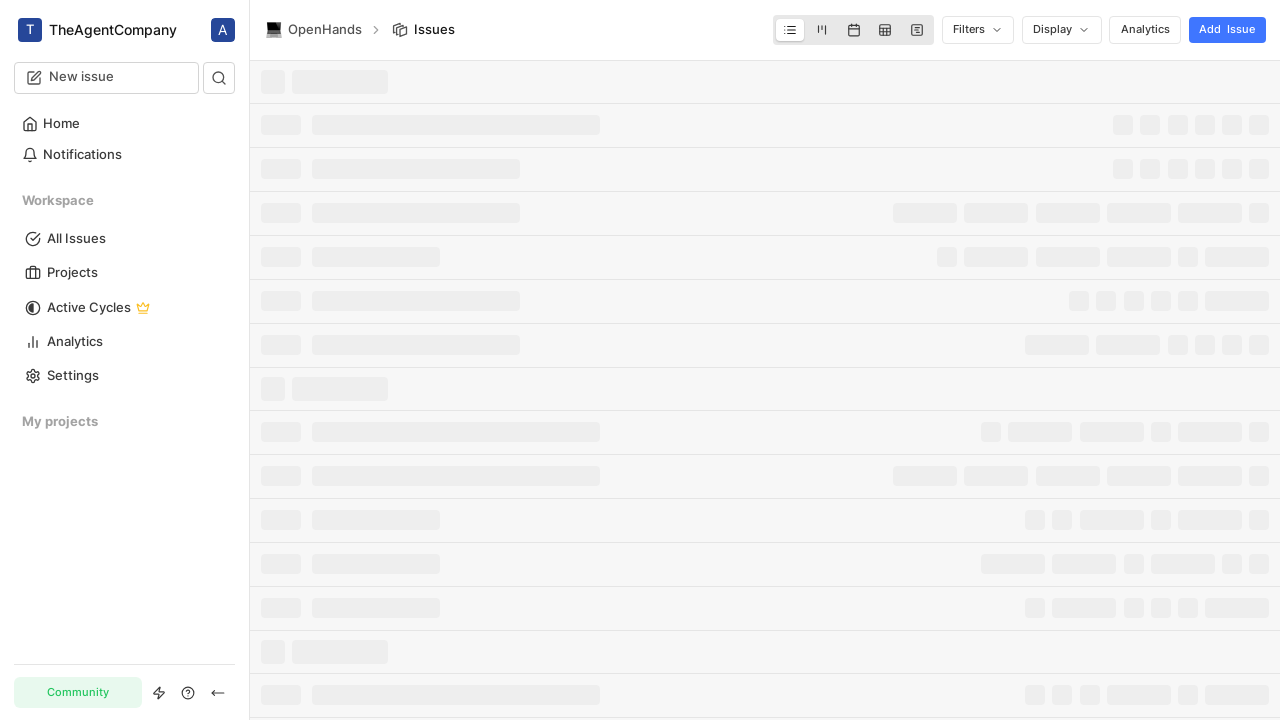 T TheAgentCompany A
OpenHands Issues
Filters Display Analytics Add Issue
New issue
Home
Notifications
Workspace
All Issues
Projects
Active Cycles
Analytics
Settings
My projects
Community